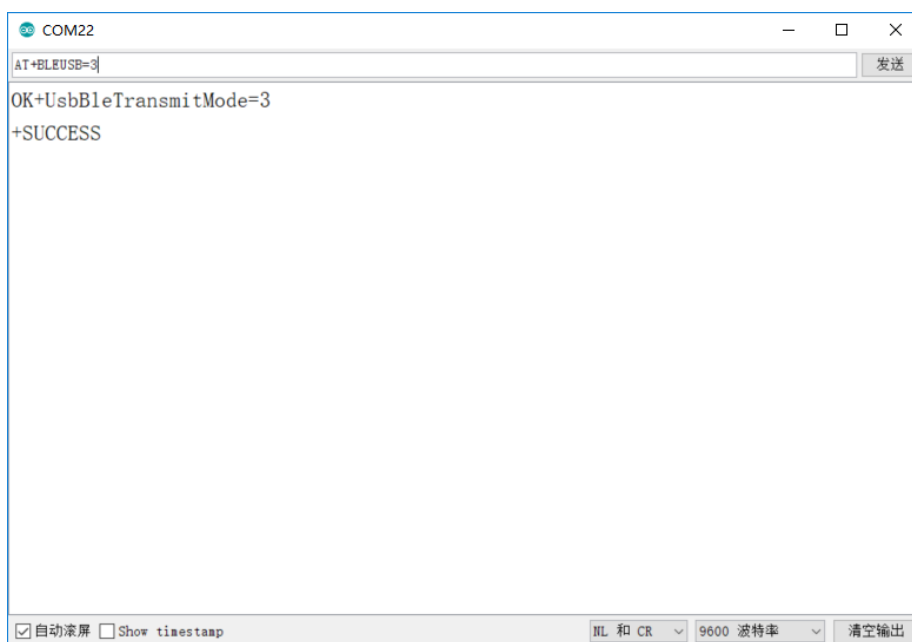 COM22
AT+BLEUSB=3
发送
OK+UsbBleTransmitMode=3
+SUCCESS
自动滚屏 Show timestamp NL 和 CR 9600 波特率 清空输出